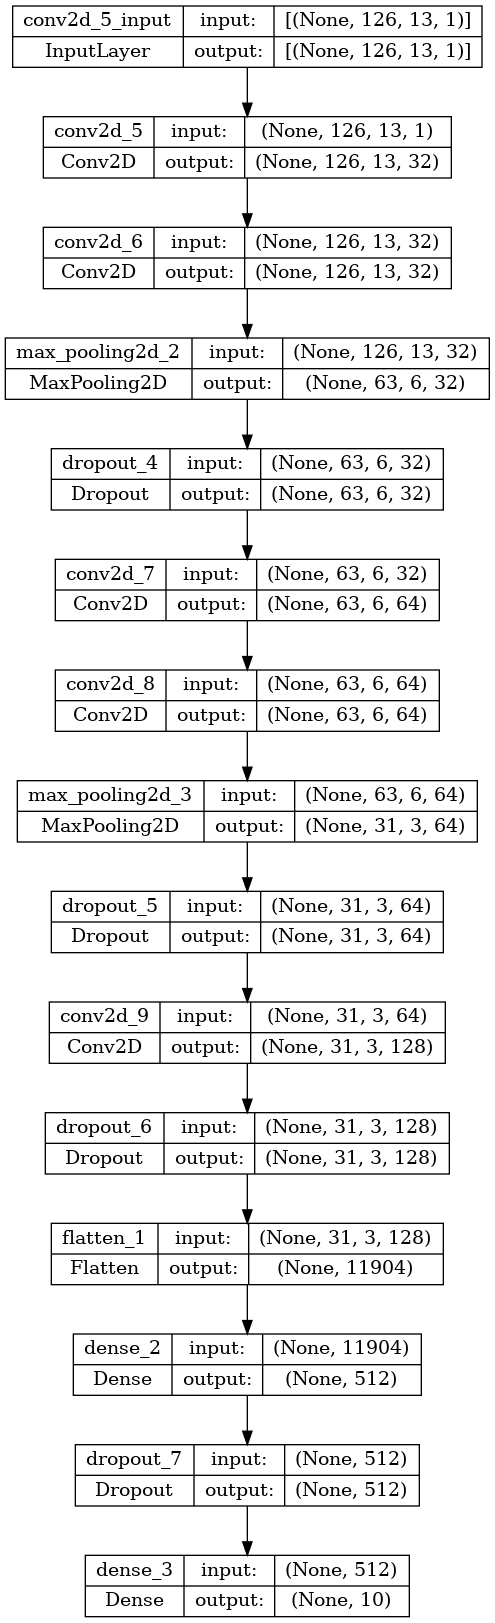 conv2d_5_input input: [(None, 126, 13, 1)]
InputLayer output: [(None, 126, 13, 1)]
conv2d_5 input: (None, 126, 13, 1)
Conv2D output: (None, 126, 13, 32)
conv2d_6 input: (None, 126, 13, 32)
Conv2D output: (None, 126, 13, 32)
max_pooling2d_2 input: (None, 126, 13, 32)
MaxPooling2D output: (None, 63, 6, 32)
dropout_4 input: (None, 63, 6, 32)
Dropout output: (None, 63, 6, 32)
conv2d_7 input: (None, 63, 6, 32)
Conv2D output: (None, 63, 6, 64)
conv2d_8 input: (None, 63, 6, 64)
Conv2D output: (None, 63, 6, 64)
max_pooling2d_3 input: (None, 63, 6, 64)
MaxPooling2D output: (None, 31, 3, 64)
dropout_5 input: (None, 31, 3, 64)
Dropout output: (None, 31, 3, 64)
conv2d_9 input: (None, 31, 3, 64)
Conv2D output: (None, 31, 3, 128)
dropout_6 input: (None, 31, 3, 128)
Dropout output: (None, 31, 3, 128)
flatten_1 input: (None, 31, 3, 128)
Flatten output: (None, 11904)
dense_2 input: (None, 11904)
Dense output: (None, 512)
dropout_7 input: (None, 512)
Dropout output: (None, 512)
dense_3 input: (None, 512)
Dense output: (None, 10)